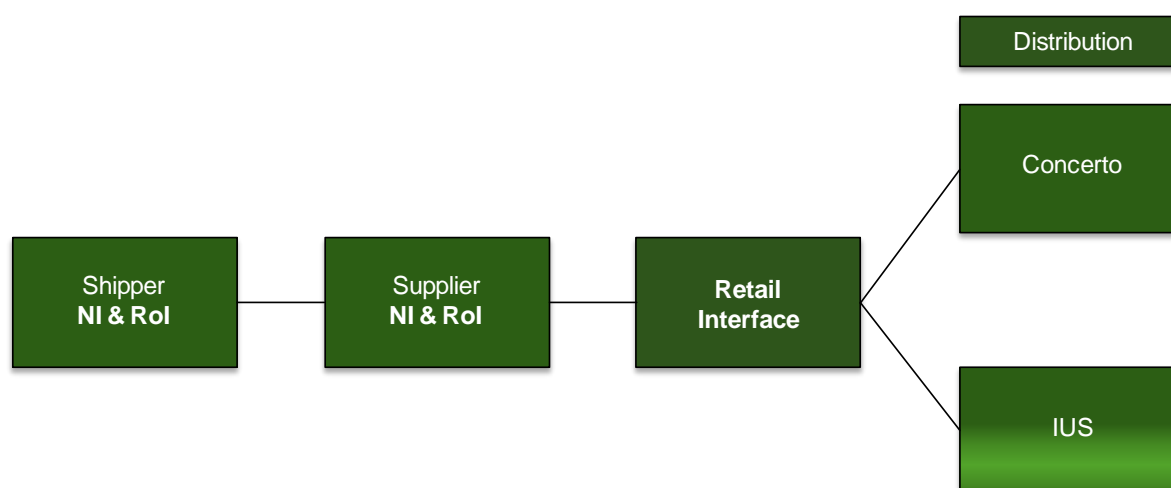 Distribution
Concerto
Shipper
NI & RoI
Supplier
NI & RoI
Retail
Interface
IUS